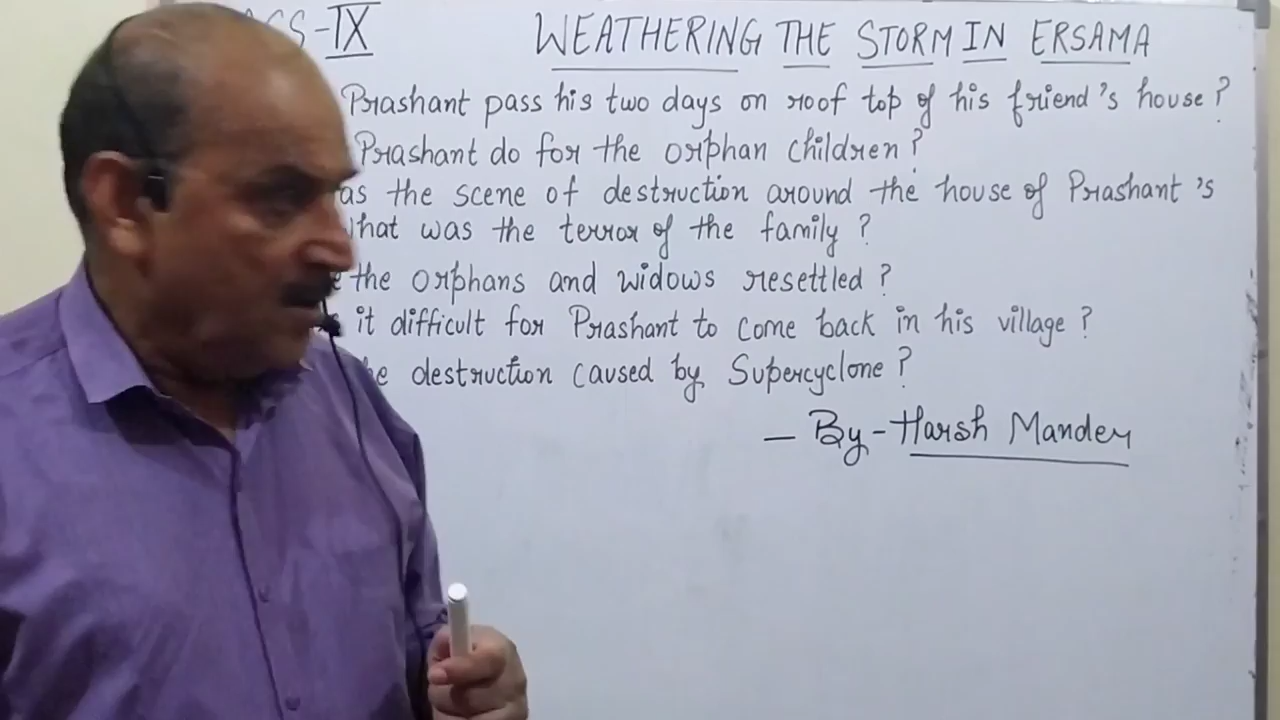 SS-IX WEATHERING THE STORM IN ERSAMA
Prashant pass his two days on roof top of his friend's house ?
Prashant do for the orphan children ?
as the scene of destruction around the house of Prashant's
hat was the terror of the family ?
e the orphans and widows resettled ?
it difficult for Prashant to come back in his village ?
he destruction caused by Supercyclone ?
- By - Harsh Mander